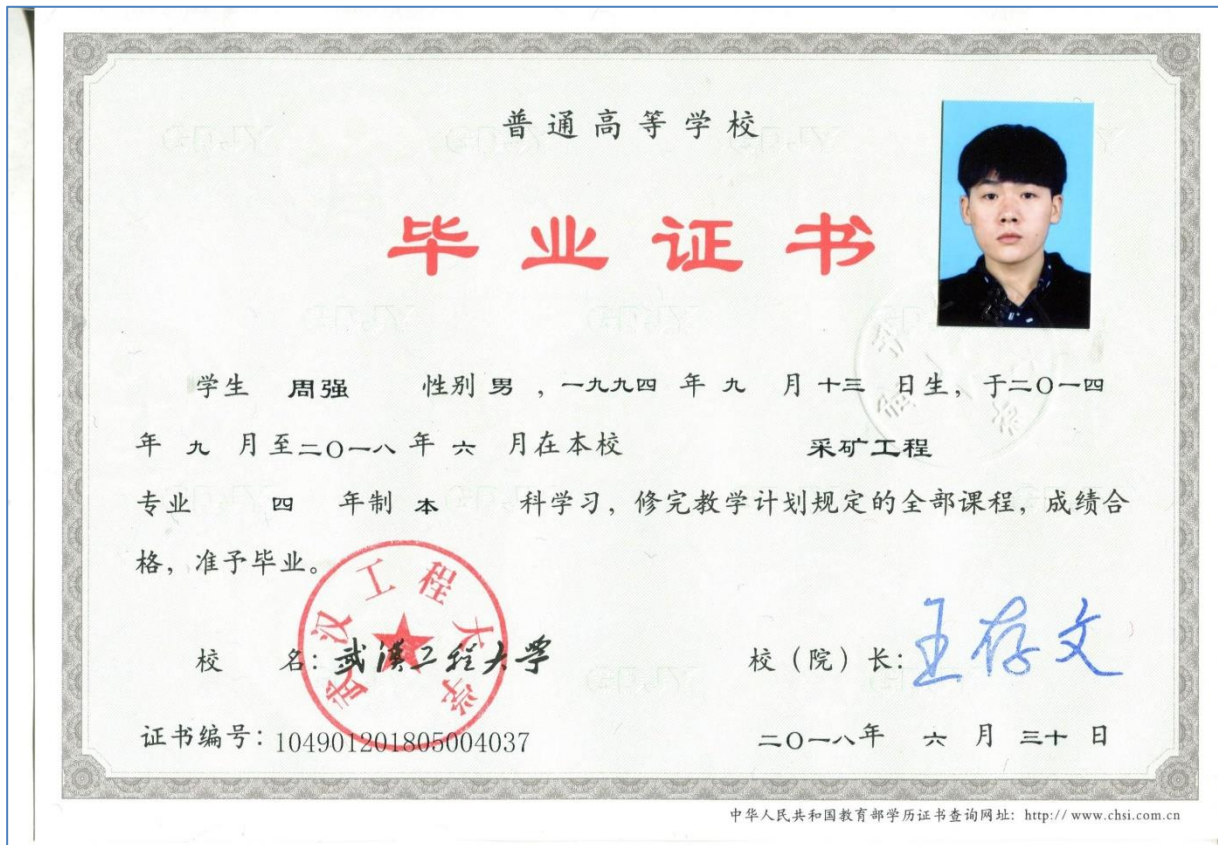 普通高等学校
毕业证书
学生 周强 性别 男 ，一九九四 年 九 月 十三 日生，于二〇一四
年 九 月至二〇一八 年 六 月在本校 采矿工程
专业 四 年制 本 科学习，修完教学计划规定的全部课程，成绩合
格，准予毕业。
武汉工程大学
校 名：武汉工程大学 校（院）长：王存文
证书编号：104901201805004037 二〇一八年 六 月 三十 日
中华人民共和国教育部学历证书查询网址：http://www.chsi.com.cn